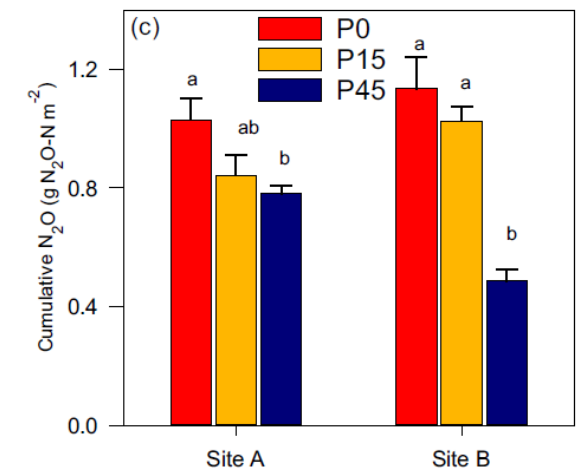 (c)
P0
P15
P45
Cumulative N₂O (g N₂O-N m⁻²)
1.2
0.8
0.4
0.0
a
ab
b
a
a
b
Site A
Site B